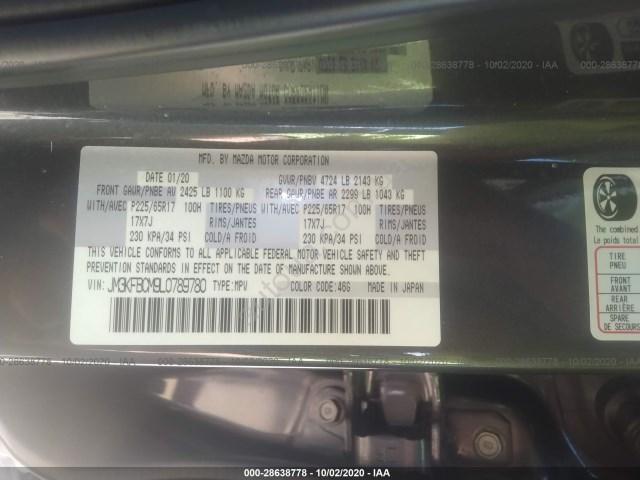 000-28638778 • 10/02/2020 • IAA
MFD. BY MAZDA MOTOR CORPORATION
DATE 01/20 GVWR/PNBV 4724 LB 2143 KG
FRONT GAWR/PNBE AV 2425 LB 1100 KG REAR GAWR/PNBE AR 2299 LB 1043 KG
WITH/AVEC P225/65R17 100H TIRES/PNEUS WITH/AVEC P225/65R17 100H TIRES/PNEUS
17X7J RIMS/JANTES 17X7J RIMS/JANTES
230 KPA/34 PSI COLD/A FROID 230 KPA/34 PSI COLD/A FROID
THIS VEHICLE CONFORMS TO ALL APPLICABLE FEDERAL MOTOR VEHICLE SAFETY,
BUMPER, AND THEFT PREVENTION STANDARDS IN EFFECT ON THE DATE OF MANUFACTURE SHOWN ABOVE.
VIN: JM3KFBCM9L0789780 TYPE:MPV COLOR CODE:46G MADE IN JAPAN
The combined
Le poids total
TIRE
PNEU
FRONT
AVANT
REAR
ARRIÈRE
SPARE
DE SECOURS
000-28638778 • 10/02/2020 • IAA